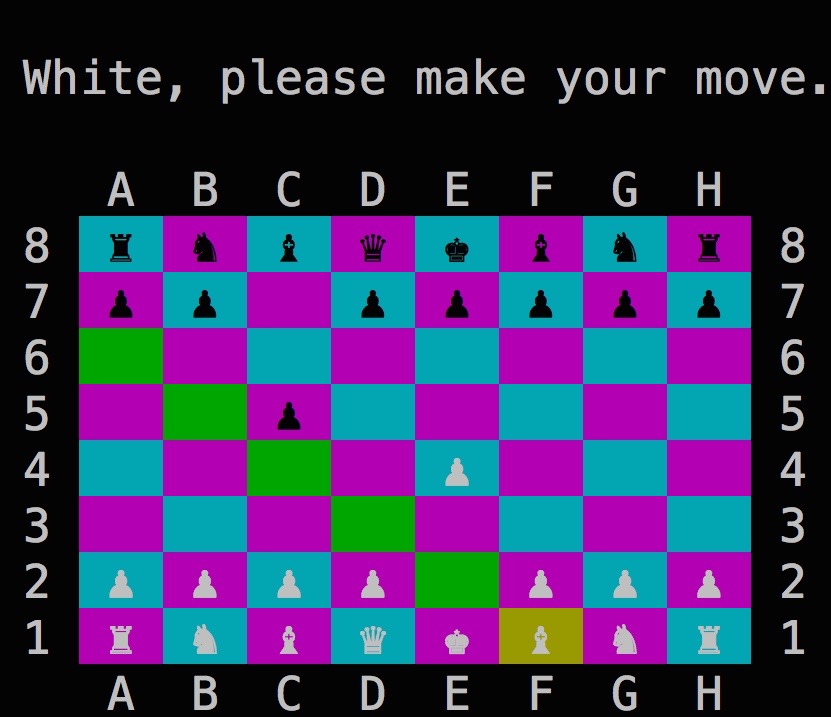 White, please make your move.
A B C D E F G H
8 ♜ ♞ ♝ ♛ ♚ ♝ ♞ ♜ 8
7 ♟ ♟ ♟ ♟ ♟ ♟ ♟ 7
6 6
5 ♟ 5
4 ♟ 4
3 3
2 ♟ ♟ ♟ ♟ ♟ ♟ ♟ 2
1 ♜ ♞ ♝ ♛ ♚ ♝ ♞ ♜ 1
A B C D E F G H